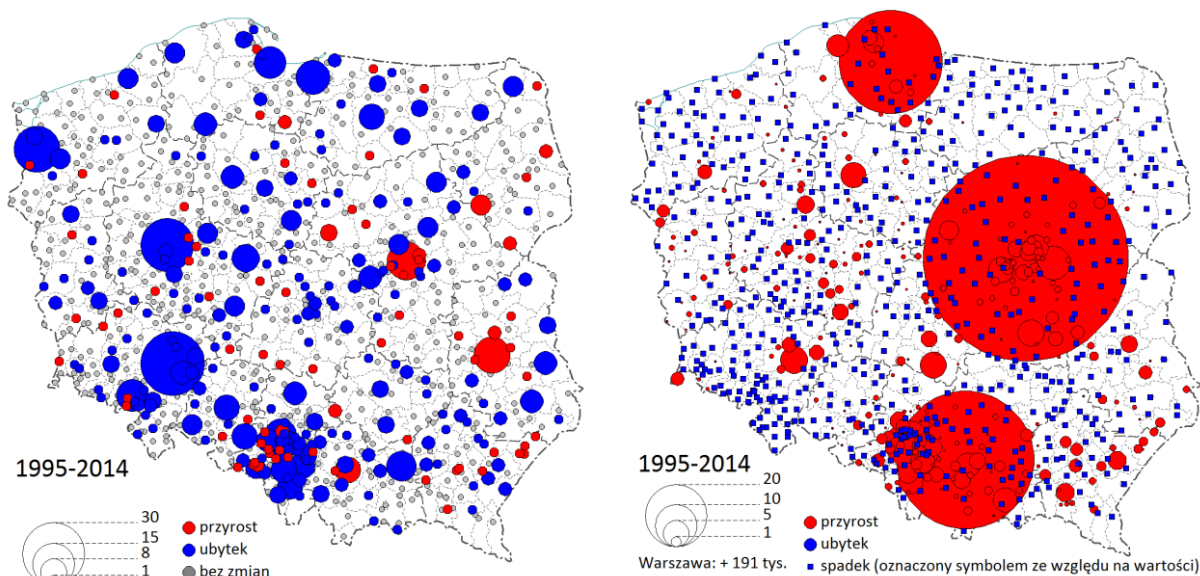 1995-2014
30
15
8
1
przyrost
ubytek
bez zmian
1995-2014
20
10
5
1
Warszawa: + 191 tys.
przyrost
ubytek
spadek (oznaczony symbolem ze względu na wartości)